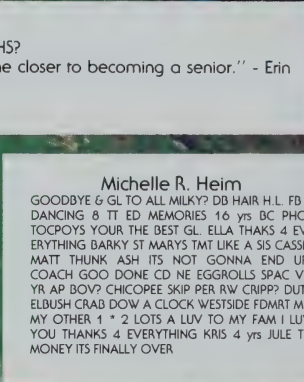 HS?
e closer to becoming a senior.'' - Erin
Michelle R. Heim
GOODBYE & GL TO ALL MILKY? DB HAIR H.L. FB
DANCING 8 TT ED MEMORIES 16 yrs BC PHO
TOCPOYS YOUR THE BEST GL. ELLA THAKS 4 EV
ERYTHING BARKY ST MARYS TMT LIKE A SIS CASSI
MATT THUNK ASH ITS NOT GONNA END U
COACH GOO DONE CD NE EGGROLLS SPAC V
YR AP BOV? CHICOPEE SKIP PER RW CRIPP? DUT
ELBUSH CRAB DOW A CLOCK WESTSIDE FDMRT M
MY OTHER 1 * 2 LOTS A LUV TO MY FAM I LU
YOU THANKS 4 EVERYTHING KRIS 4 yrs JULE T
MONEY ITS FINALLY OVER